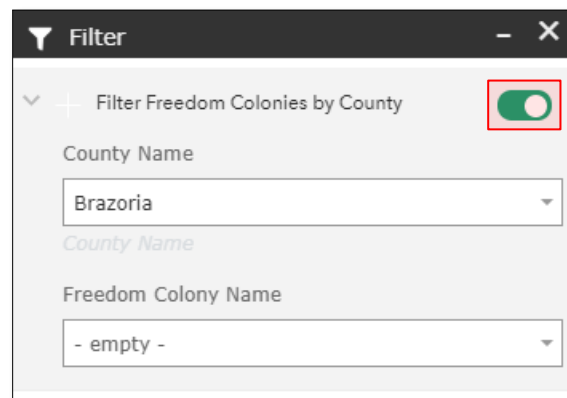 Filter
Filter Freedom Colonies by County
County Name
Brazoria
County Name
Freedom Colony Name
- empty -